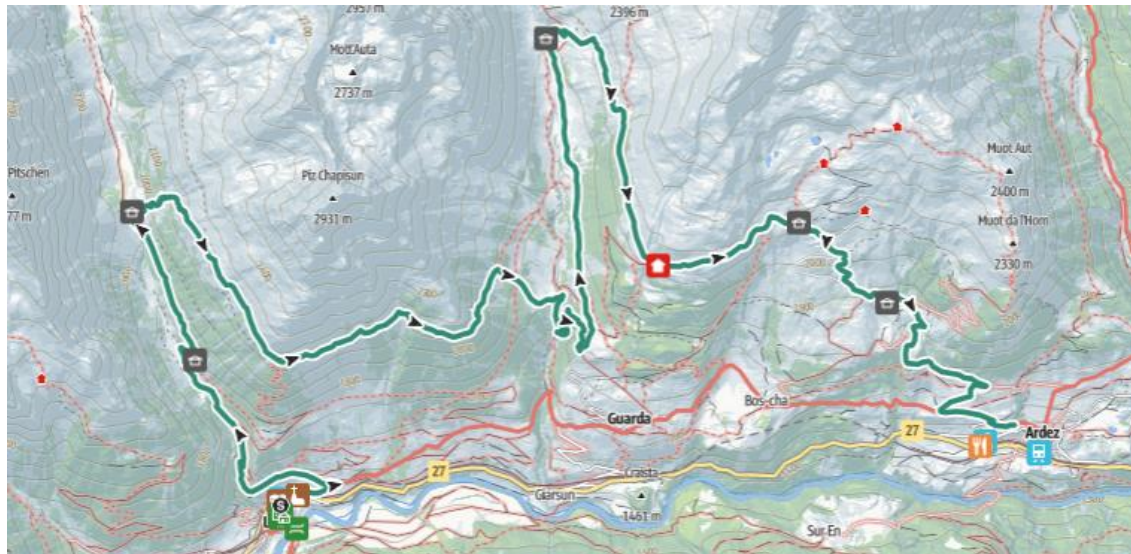 2957 m
2396 m
Mott Auta
2737 m
Muot Aut
2400 m
Pitschen
77 m
Piz Chapisun
2931 m
Muot da l'Hom
2330 m
Guarda
Bos-cha
Ardez
27
27
Craista
Giarsun
1461 m
S
Sur En